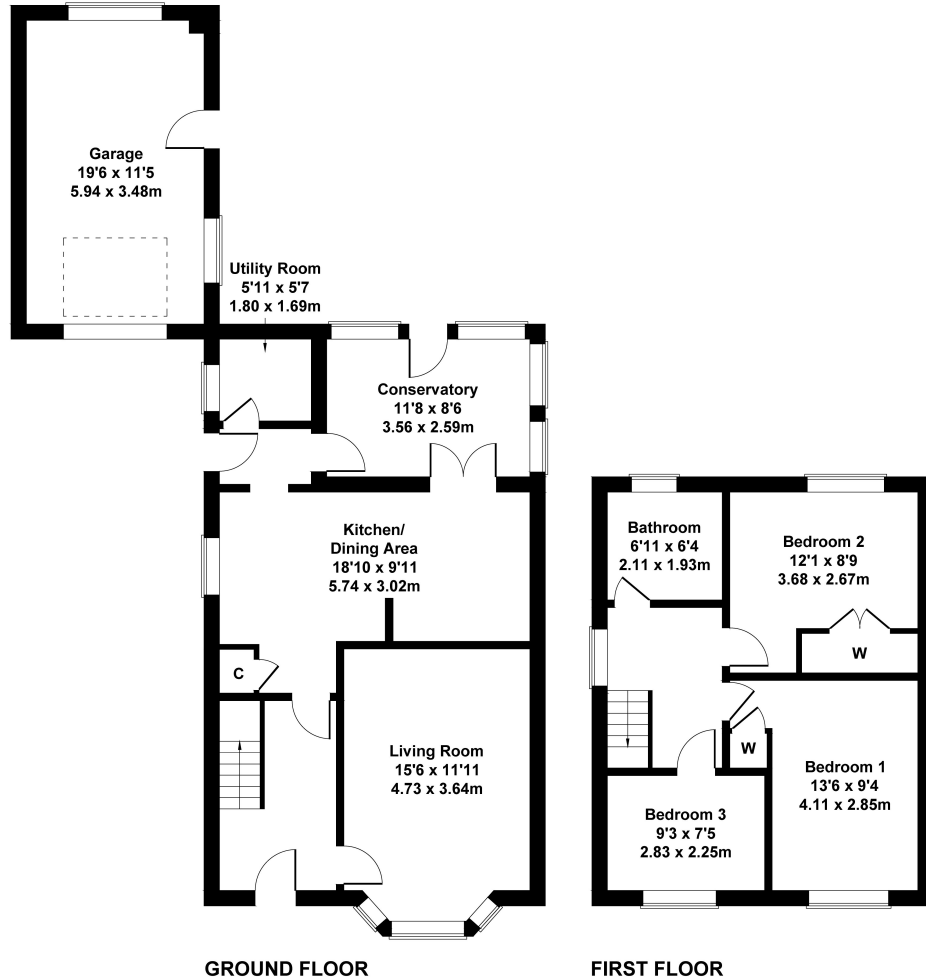 Garage
19'6 x 11'5
5.94 x 3.48m
Utility Room
5'11 x 5'7
1.80 x 1.69m
Conservatory
11'8 x 8'6
3.56 x 2.59m
Kitchen/
Dining Area
18'10 x 9'11
5.74 x 3.02m
C
Living Room
15'6 x 11'11
4.73 x 3.64m
GROUND FLOOR
Bathroom
6'11 x 6'4
2.11 x 1.93m
Bedroom 2
12'1 x 8'9
3.68 x 2.67m
W
W
Bedroom 1
13'6 x 9'4
4.11 x 2.85m
Bedroom 3
9'3 x 7'5
2.83 x 2.25m
FIRST FLOOR